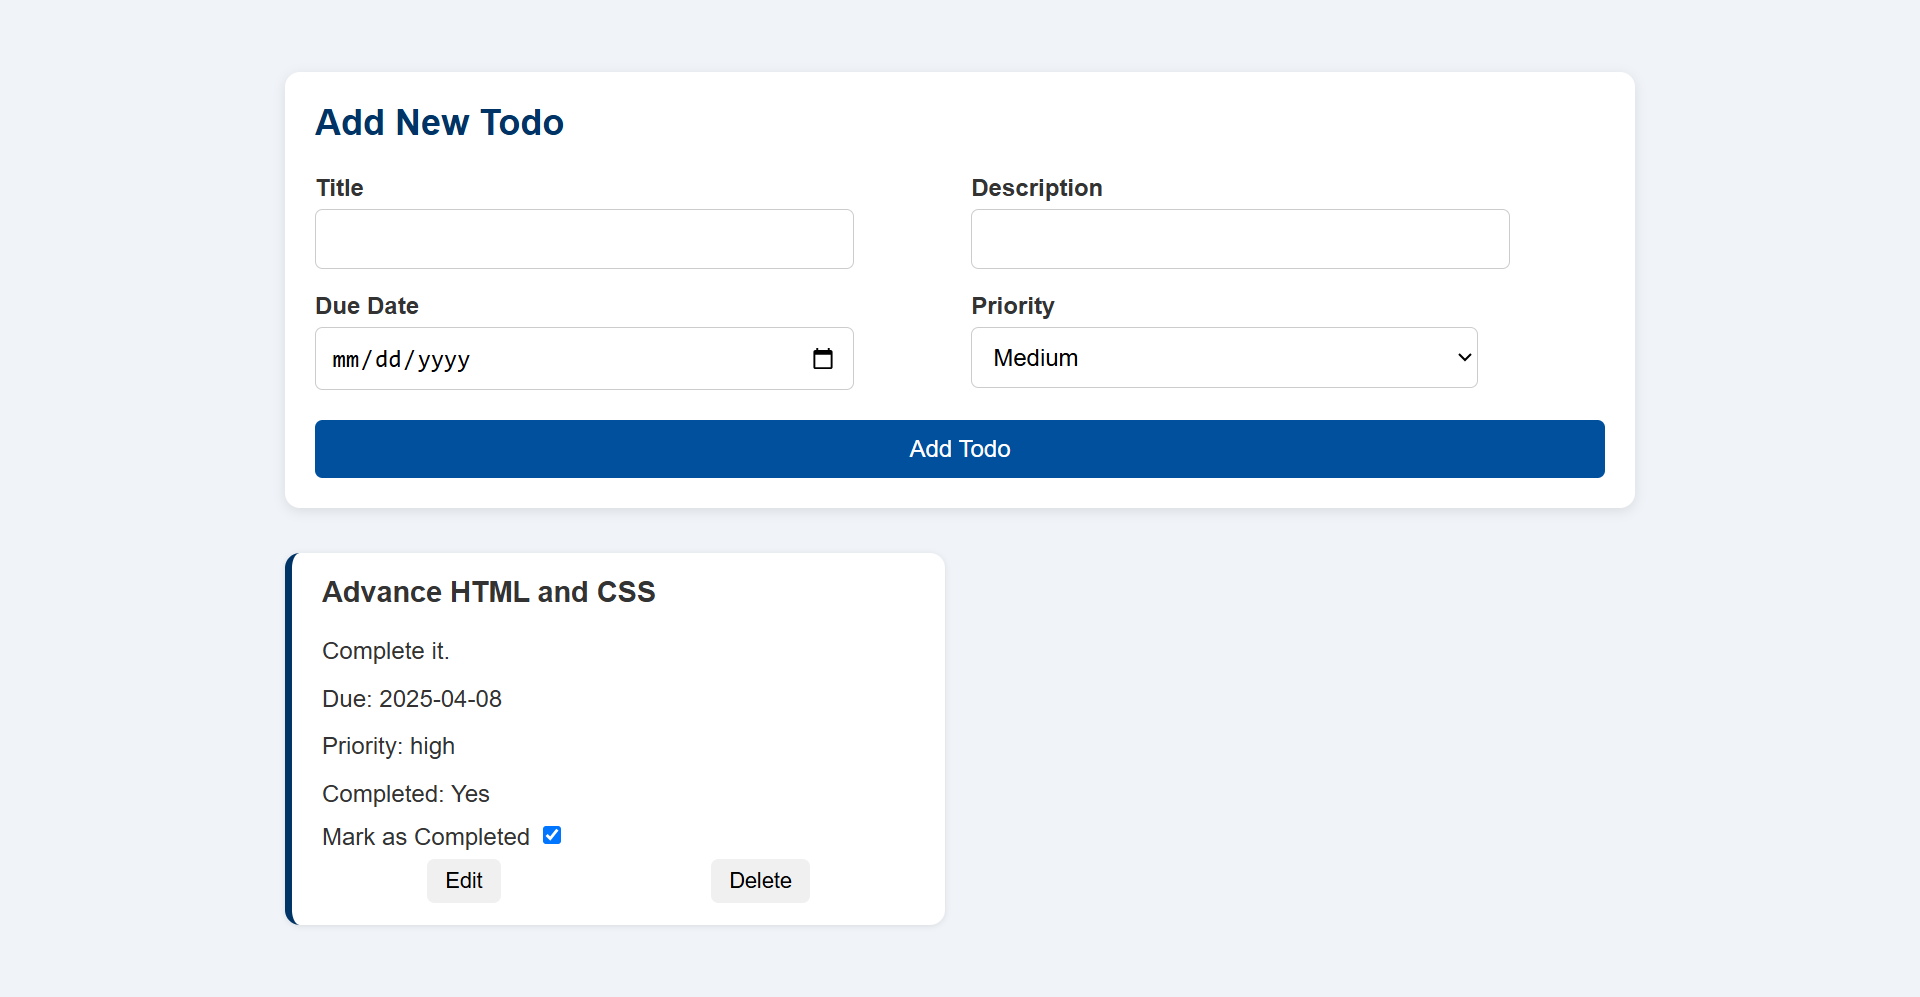 Add New Todo
Title
Description
Due Date
Priority
mm/dd/yyyy
Medium
Add Todo
Advance HTML and CSS
Complete it.
Due: 2025-04-08
Priority: high
Completed: Yes
Mark as Completed
Edit
Delete